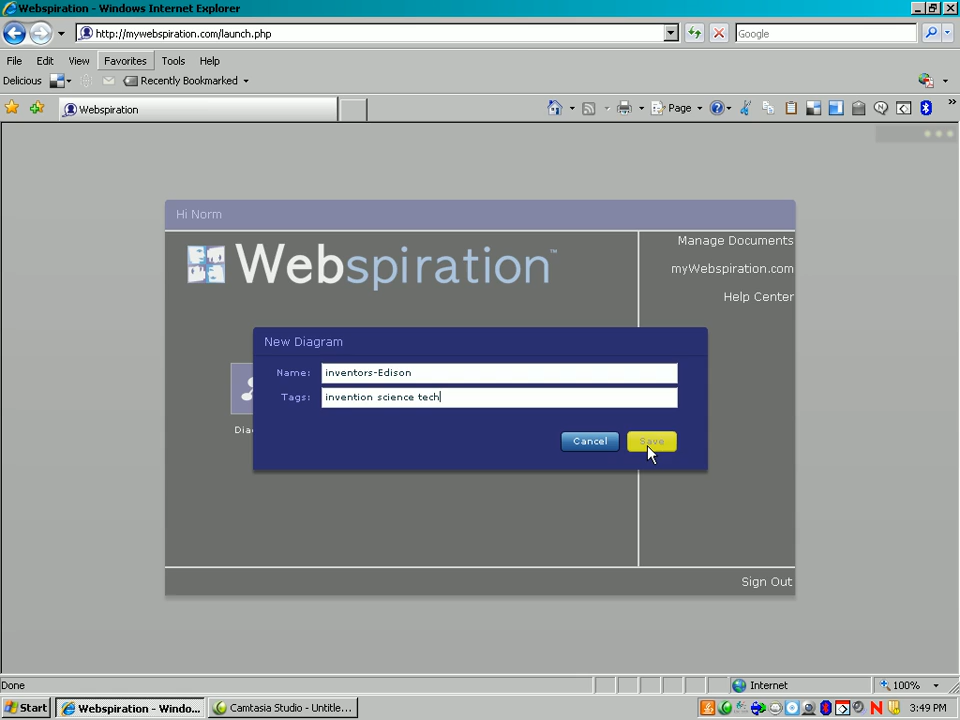 Webspiration - Windows Internet Explorer
http://mywebspiration.com/launch.php
Google
File Edit View Favorites Tools Help
Delicious Recently Bookmarked
Webspiration
Page
Hi Norm
Webspiration™
Manage Documents
myWebspiration.com
Help Center
New Diagram
Name: inventors-Edison
Tags: invention science tech
Cancel Save
Dia
Sign Out
Done Internet 100%
Start Webspiration - Windo... Camtasia Studio - Untitle... 3:49 PM